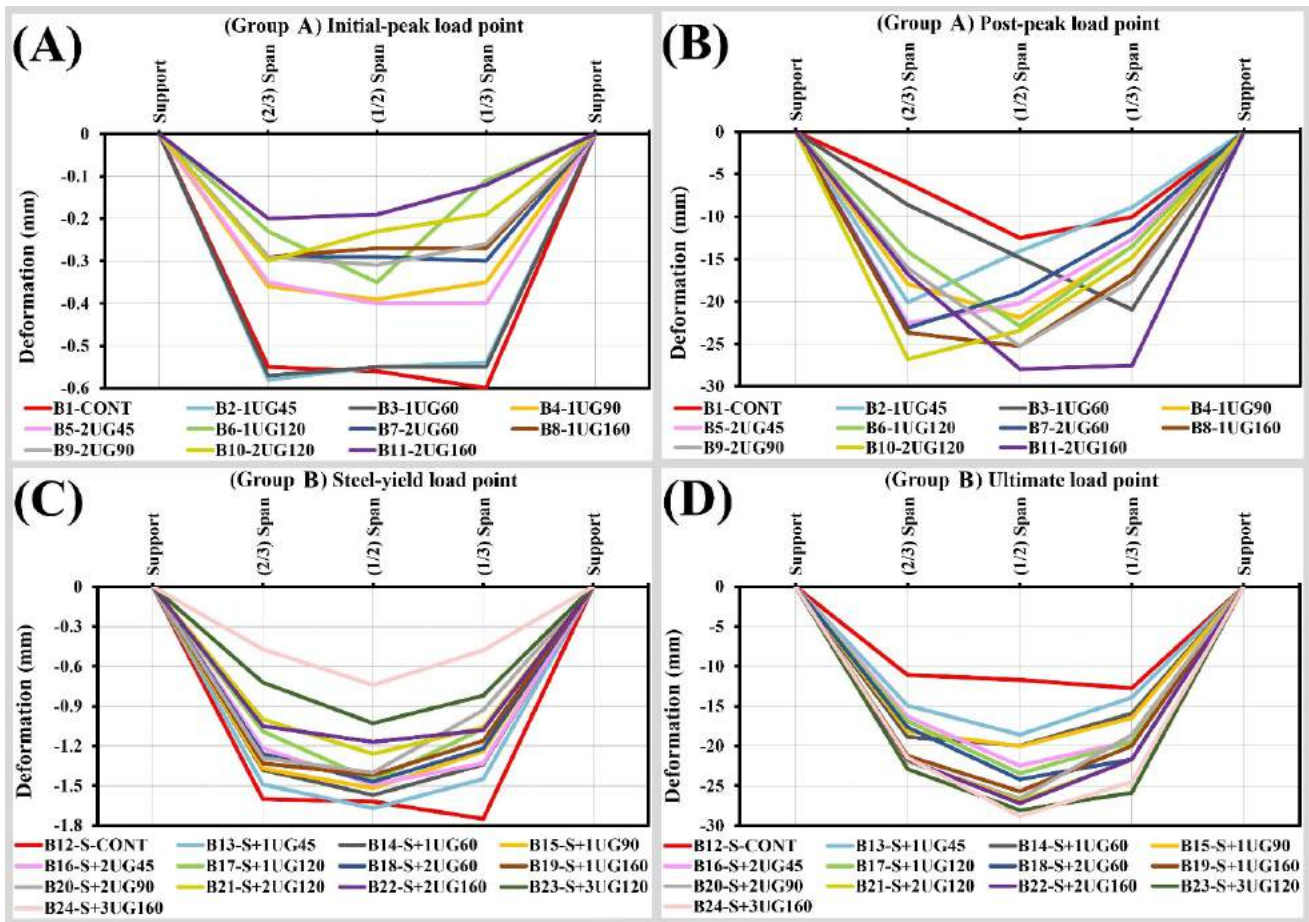 (A)
(Group A) Initial-peak load point
Support
(2/3) Span
(1/2) Span
(1/3) Span
Support
Deformation (mm)
0
-0.1
-0.2
-0.3
-0.4
-0.5
-0.6
B1-CONT B2-1UG45 B3-1UG60 B4-1UG90
B5-2UG45 B6-1UG120 B7-2UG60 B8-1UG160
B9-2UG90 B10-2UG120 B11-2UG160
(B)
(Group A) Post-peak load point
Support
(2/3) Span
(1/2) Span
(1/3) Span
Support
Deformation (mm)
0
-5
-10
-15
-20
-25
-30
B1-CONT B2-1UG45 B3-1UG60 B4-1UG90
B5-2UG45 B6-1UG120 B7-2UG60 B8-1UG160
B9-2UG90 B10-2UG120 B11-2UG160
(C)
(Group B) Steel-yield load point
Support
(2/3) Span
(1/2) Span
(1/3) Span
Support
Deformation (mm)
0
-0.3
-0.6
-0.9
-1.2
-1.5
-1.8
B12-S-CONT B13-S+1UG45 B14-S+1UG60 B15-S+1UG90
B16-S+2UG45 B17-S+1UG120 B18-S+2UG60 B19-S+1UG160
B20-S+2UG90 B21-S+2UG120 B22-S+2UG160 B23-S+3UG120
B24-S+3UG160
(D)
(Group B) Ultimate load point
Support
(2/3) Span
(1/2) Span
(1/3) Span
Support
Deformation (mm)
0
-5
-10
-15
-20
-25
-30
B12-S-CONT B13-S+1UG45 B14-S+1UG60 B15-S+1UG90
B16-S+2UG45 B17-S+1UG120 B18-S+2UG60 B19-S+1UG160
B20-S+2UG90 B21-S+2UG120 B22-S+2UG160 B23-S+3UG120
B24-S+3UG160